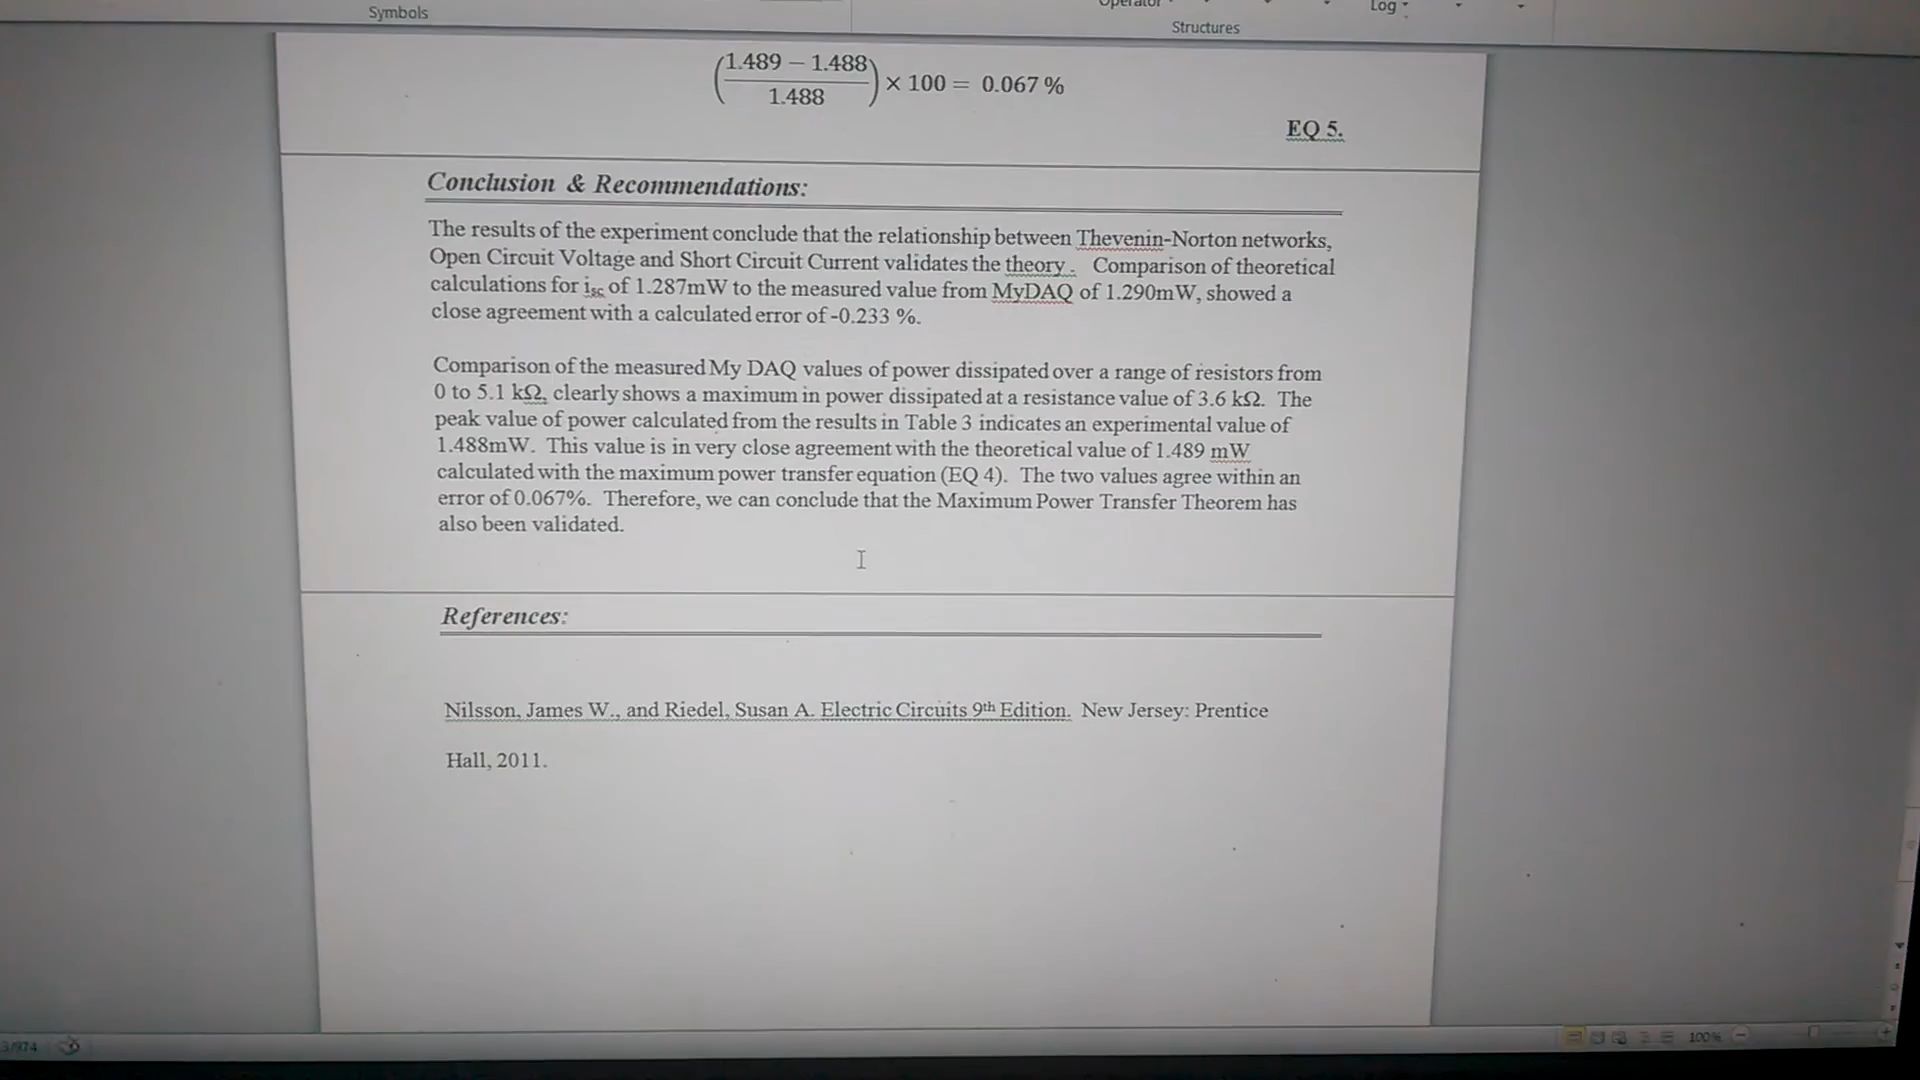 Symbols
Operator
Log
Structures
(1.489 − 1.488 / 1.488) × 100 = 0.067 %
EQ 5.
Conclusion & Recommendations:
The results of the experiment conclude that the relationship between Thevenin-Norton networks,
Open Circuit Voltage and Short Circuit Current validates the theory . Comparison of theoretical
calculations for isc of 1.287mW to the measured value from MyDAQ of 1.290mW, showed a
close agreement with a calculated error of -0.233 %.
Comparison of the measured My DAQ values of power dissipated over a range of resistors from
0 to 5.1 kΩ, clearly shows a maximum in power dissipated at a resistance value of 3.6 kΩ. The
peak value of power calculated from the results in Table 3 indicates an experimental value of
1.488mW. This value is in very close agreement with the theoretical value of 1.489 mW
calculated with the maximum power transfer equation (EQ 4). The two values agree within an
error of 0.067%. Therefore, we can conclude that the Maximum Power Transfer Theorem has
also been validated.
References:
Nilsson, James W., and Riedel, Susan A. Electric Circuits 9th Edition. New Jersey: Prentice
Hall, 2011.
3/974
100%